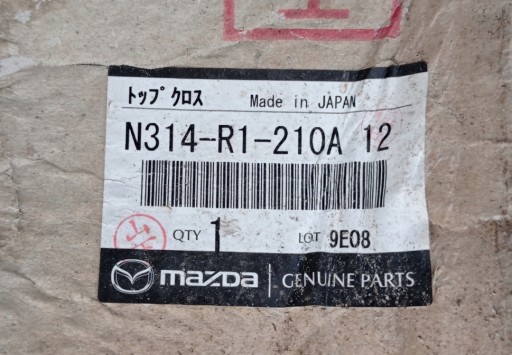 ﾄｯﾌﾟｸﾛｽ Made in JAPAN
N314-R1-210A 12
QTY 1 LOT 9E08
mazda GENUINE PARTS